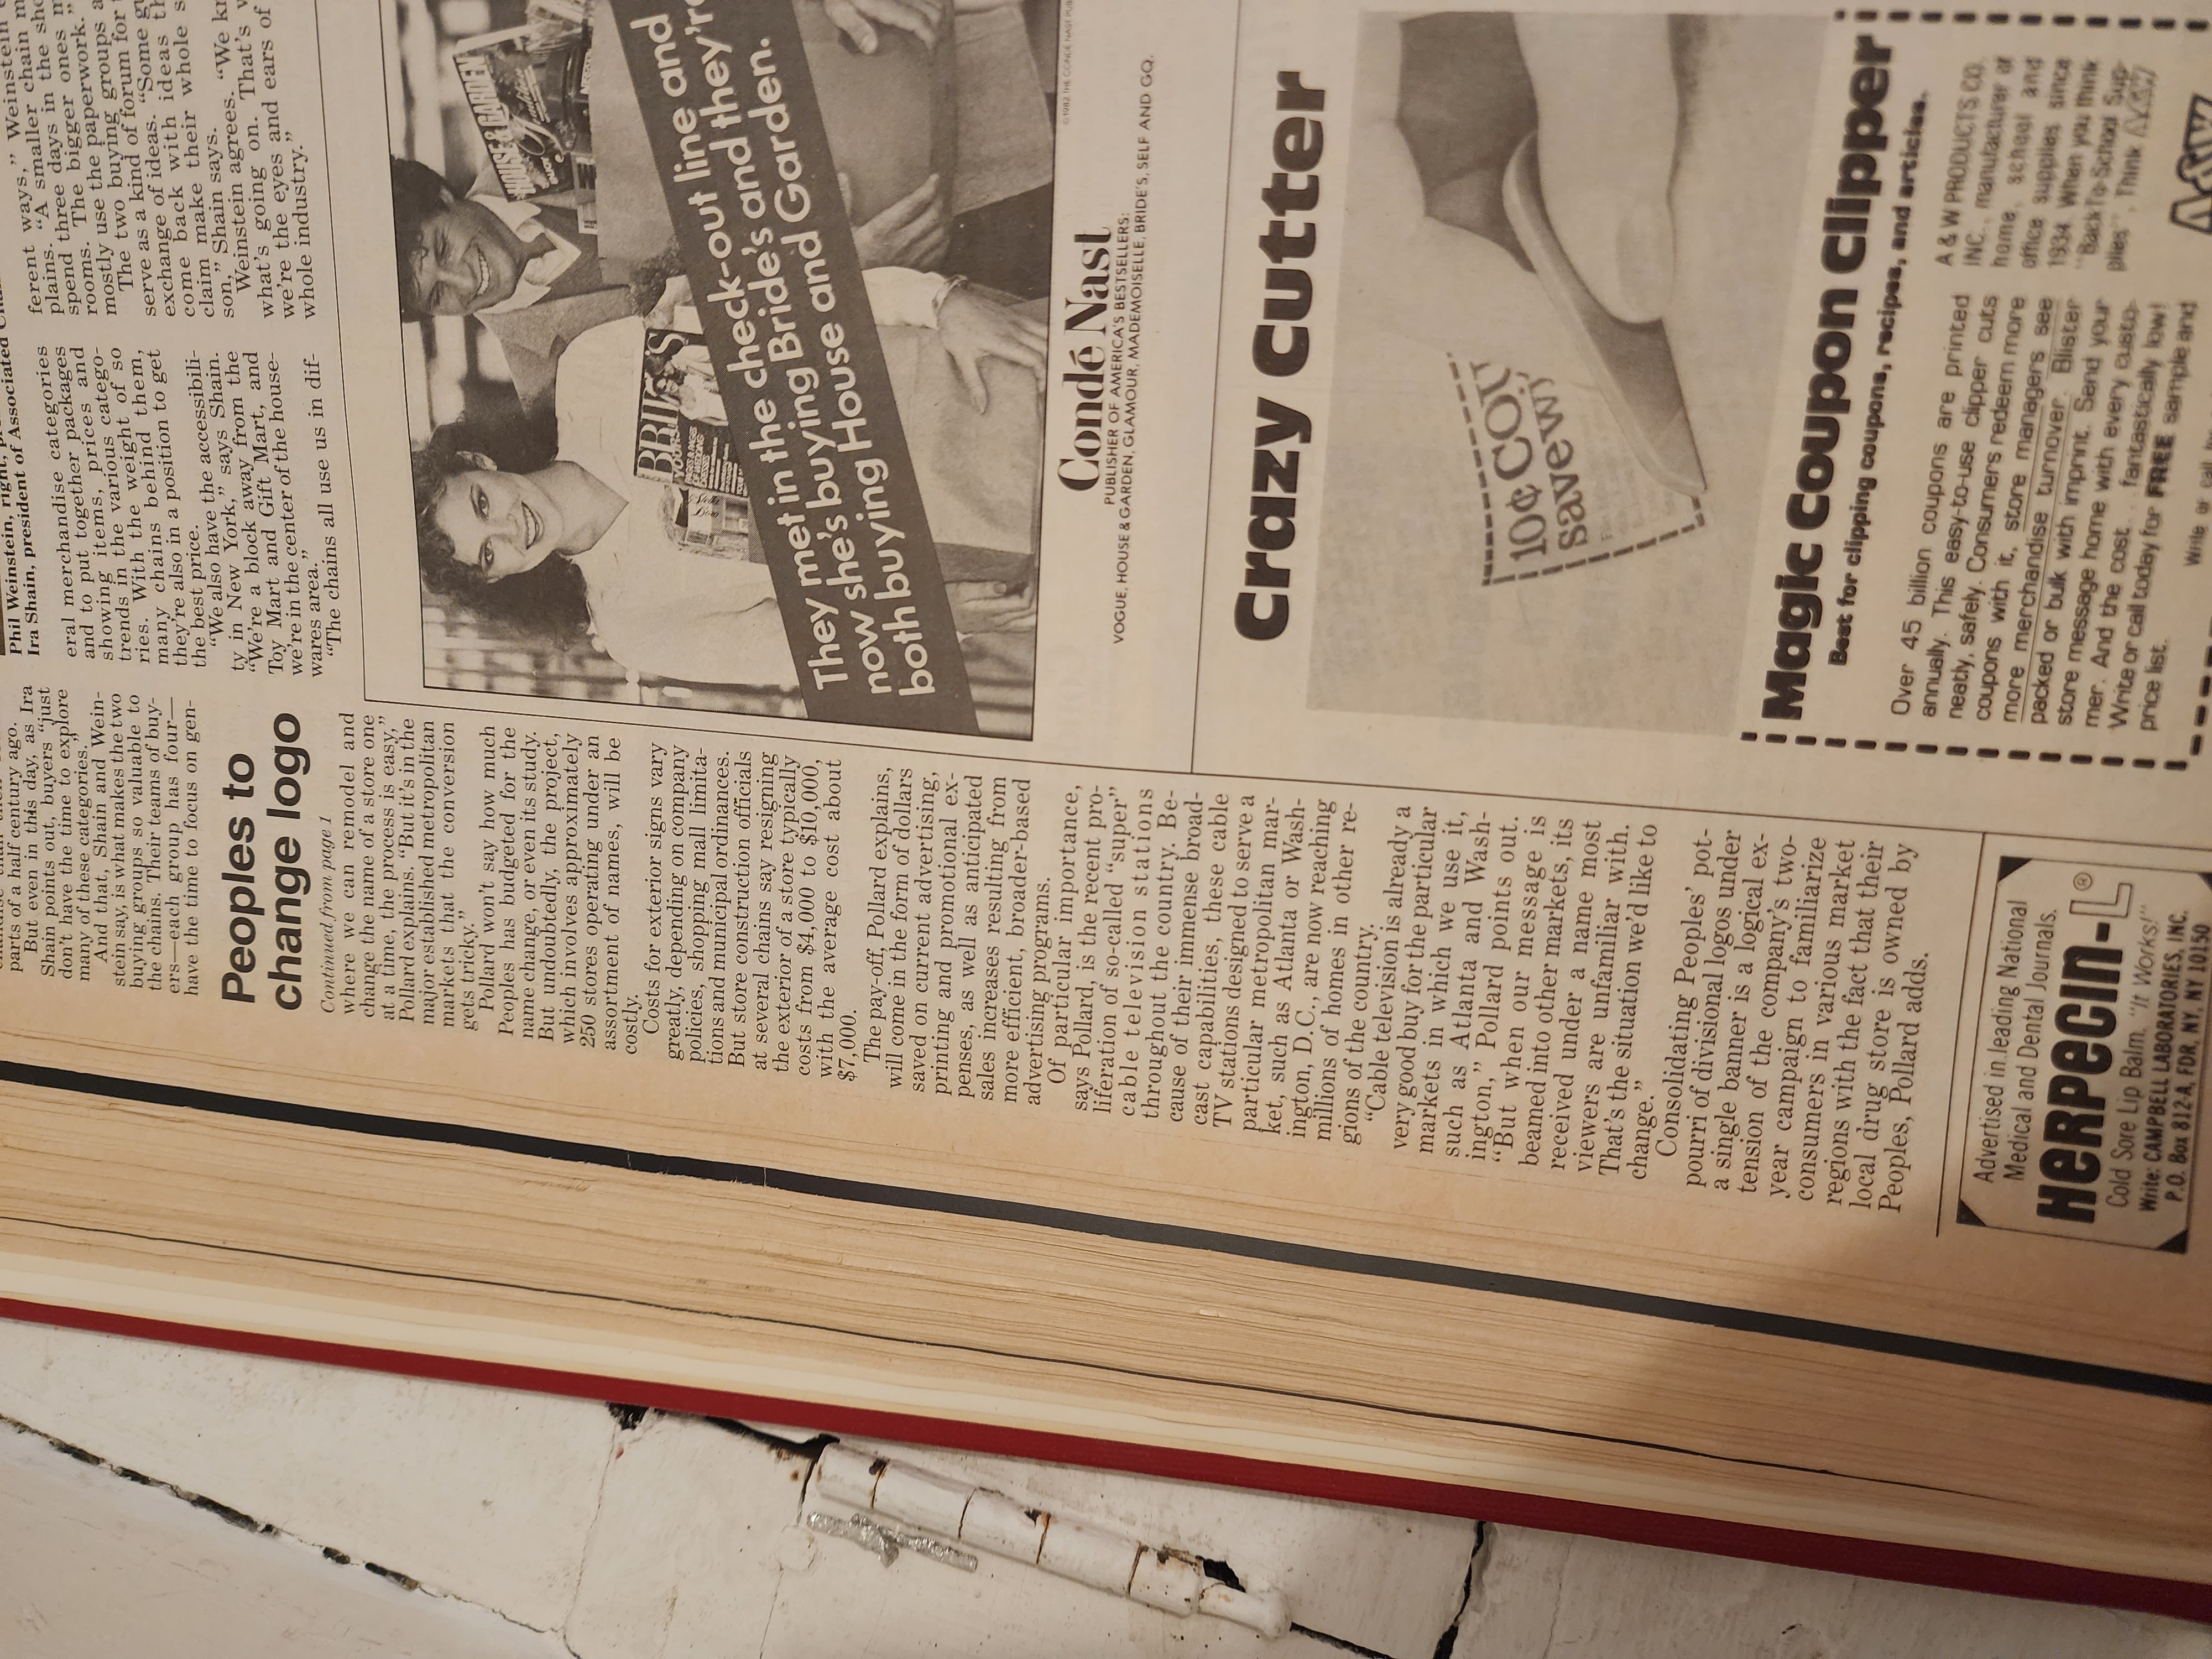 chandise than
parts of a half century ago.
But even in this day, as Ira
Shain points out, buyers “just
don’t have the time to explore
many of these categories.”
And that, Shain and Wein-
stein say, is what makes the two
buying groups so valuable to
the chains. Their teams of buy-
ers—each group has four—
have the time to focus on gen-
Phil Weinstein, right,
Ira Shain, president of Associated
eral merchandise categories
and to put together packages
showing items, prices and
trends in the various catego-
ries. With the weight of so
many chains behind them,
they’re also in a position to get
the best price.
“We also have the accessibili-
ty in New York,” says Shain.
“We’re a block away from the
Toy Mart and Gift Mart, and
we’re in the center of the house-
wares area.”
“The chains all use us in dif-
ferent ways,” Weinstein
plains. “A smaller chain
spend three days in the
rooms. The bigger ones
mostly use the paperwork.”
The two buying groups
serve as a kind of forum for
exchange of ideas. “Some
come back with ideas
claim make their whole
son,” Shain says. “We
Weinstein agrees. “
what’s going on. That’s
we’re the eyes and ears of
whole industry.”
Peoples to
change logo
Continued from page 1
where we can remodel and
change the name of a store one
at a time, the process is easy,”
Pollard explains. “But it’s in the
major established metropolitan
markets that the conversion
gets tricky.”
Pollard won’t say how much
Peoples has budgeted for the
name change, or even its study.
But undoubtedly, the project,
which involves approximately
250 stores operating under an
assortment of names, will be
costly.
Costs for exterior signs vary
greatly, depending on company
policies, shopping mall limita-
tions and municipal ordinances.
But store construction officials
at several chains say resigning
the exterior of a store typically
costs from $4,000 to $10,000,
with the average cost about
$7,000.
The pay-off, Pollard explains,
will come in the form of dollars
saved on current advertising,
printing and promotional ex-
penses, as well as anticipated
sales increases resulting from
more efficient, broader-based
advertising programs.
Of particular importance,
says Pollard, is the recent pro-
liferation of so-called “super”
cable television stations
throughout the country. Be-
cause of their immense broad-
cast capabilities, these cable
TV stations designed to serve a
particular metropolitan mar-
ket, such as Atlanta or Wash-
ington, D.C., are now reaching
millions of homes in other re-
gions of the country.
“Cable television is already a
very good buy for the particular
markets in which we use it,
such as Atlanta and Wash-
ington,” Pollard points out.
“But when our message is
beamed into other markets, its
received under a name most
viewers are unfamiliar with.
That’s the situation we’d like to
change.”
Consolidating Peoples’ pot-
pourri of divisional logos under
a single banner is a logical ex-
tension of the company’s two-
year campaign to familiarize
consumers in various market
regions with the fact that their
local drug store is owned by
Peoples, Pollard adds.
Advertised in leading National
Medical and Dental Journals.
HERPECIN-L®
Cold Sore Lip Balm. “It Works!”
Write: CAMPBELL LABORATORIES, INC.
P.O. Box 812-A, FDR, NY, NY 10150
HOUSE & GARDEN
BRIDE’S
They met in the check-out line and
now she’s buying Bride’s and they’re
both buying House and Garden.
©1982 THE CONDE NAST
Condé Nast
PUBLISHER OF AMERICA’S BESTSELLERS:
VOGUE, HOUSE & GARDEN, GLAMOUR, MADEMOISELLE, BRIDE’S, SELF AND GQ.
Crazy Cutter
10¢ COU
save w
Magic Coupon Clipper
Best for clipping coupons, recipes, and articles.
Over 45 billion coupons are printed
annually. This easy-to-use clipper cuts
neatly, safely. Consumers redeem more
coupons with it, store managers see
more merchandise turnover. Blister
packed or bulk with imprint. Send your
store message home with every custo-
mer. And the cost . . . fantastically low!
Write or call today for FREE sample and
price list.
A & W PRODUCTS CO.
INC., manufacturer of
home, school and
office supplies since
1934. When you think
“Back-To-School Sup-
plies”, Think A&W
A&W
Write or call